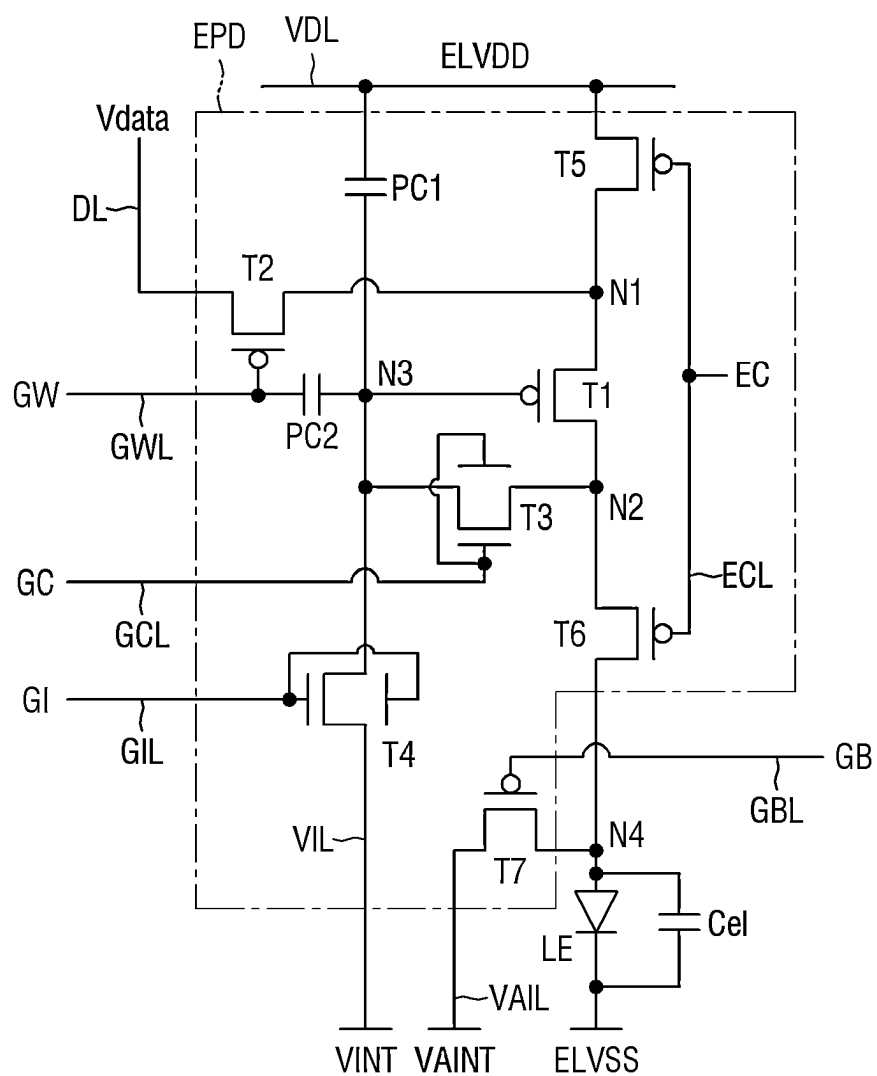 EPD
VDL
ELVDD
Vdata
T5
PC1
DL
T2
N1
N3
EC
GW
T1
PC2
GWL
T3
N2
GC
ECL
GCL
T6
GI
GIL
T4
GB
GBL
VIL
N4
T7
Cel
LE
VAIL
VINT
VAINT
ELVSS